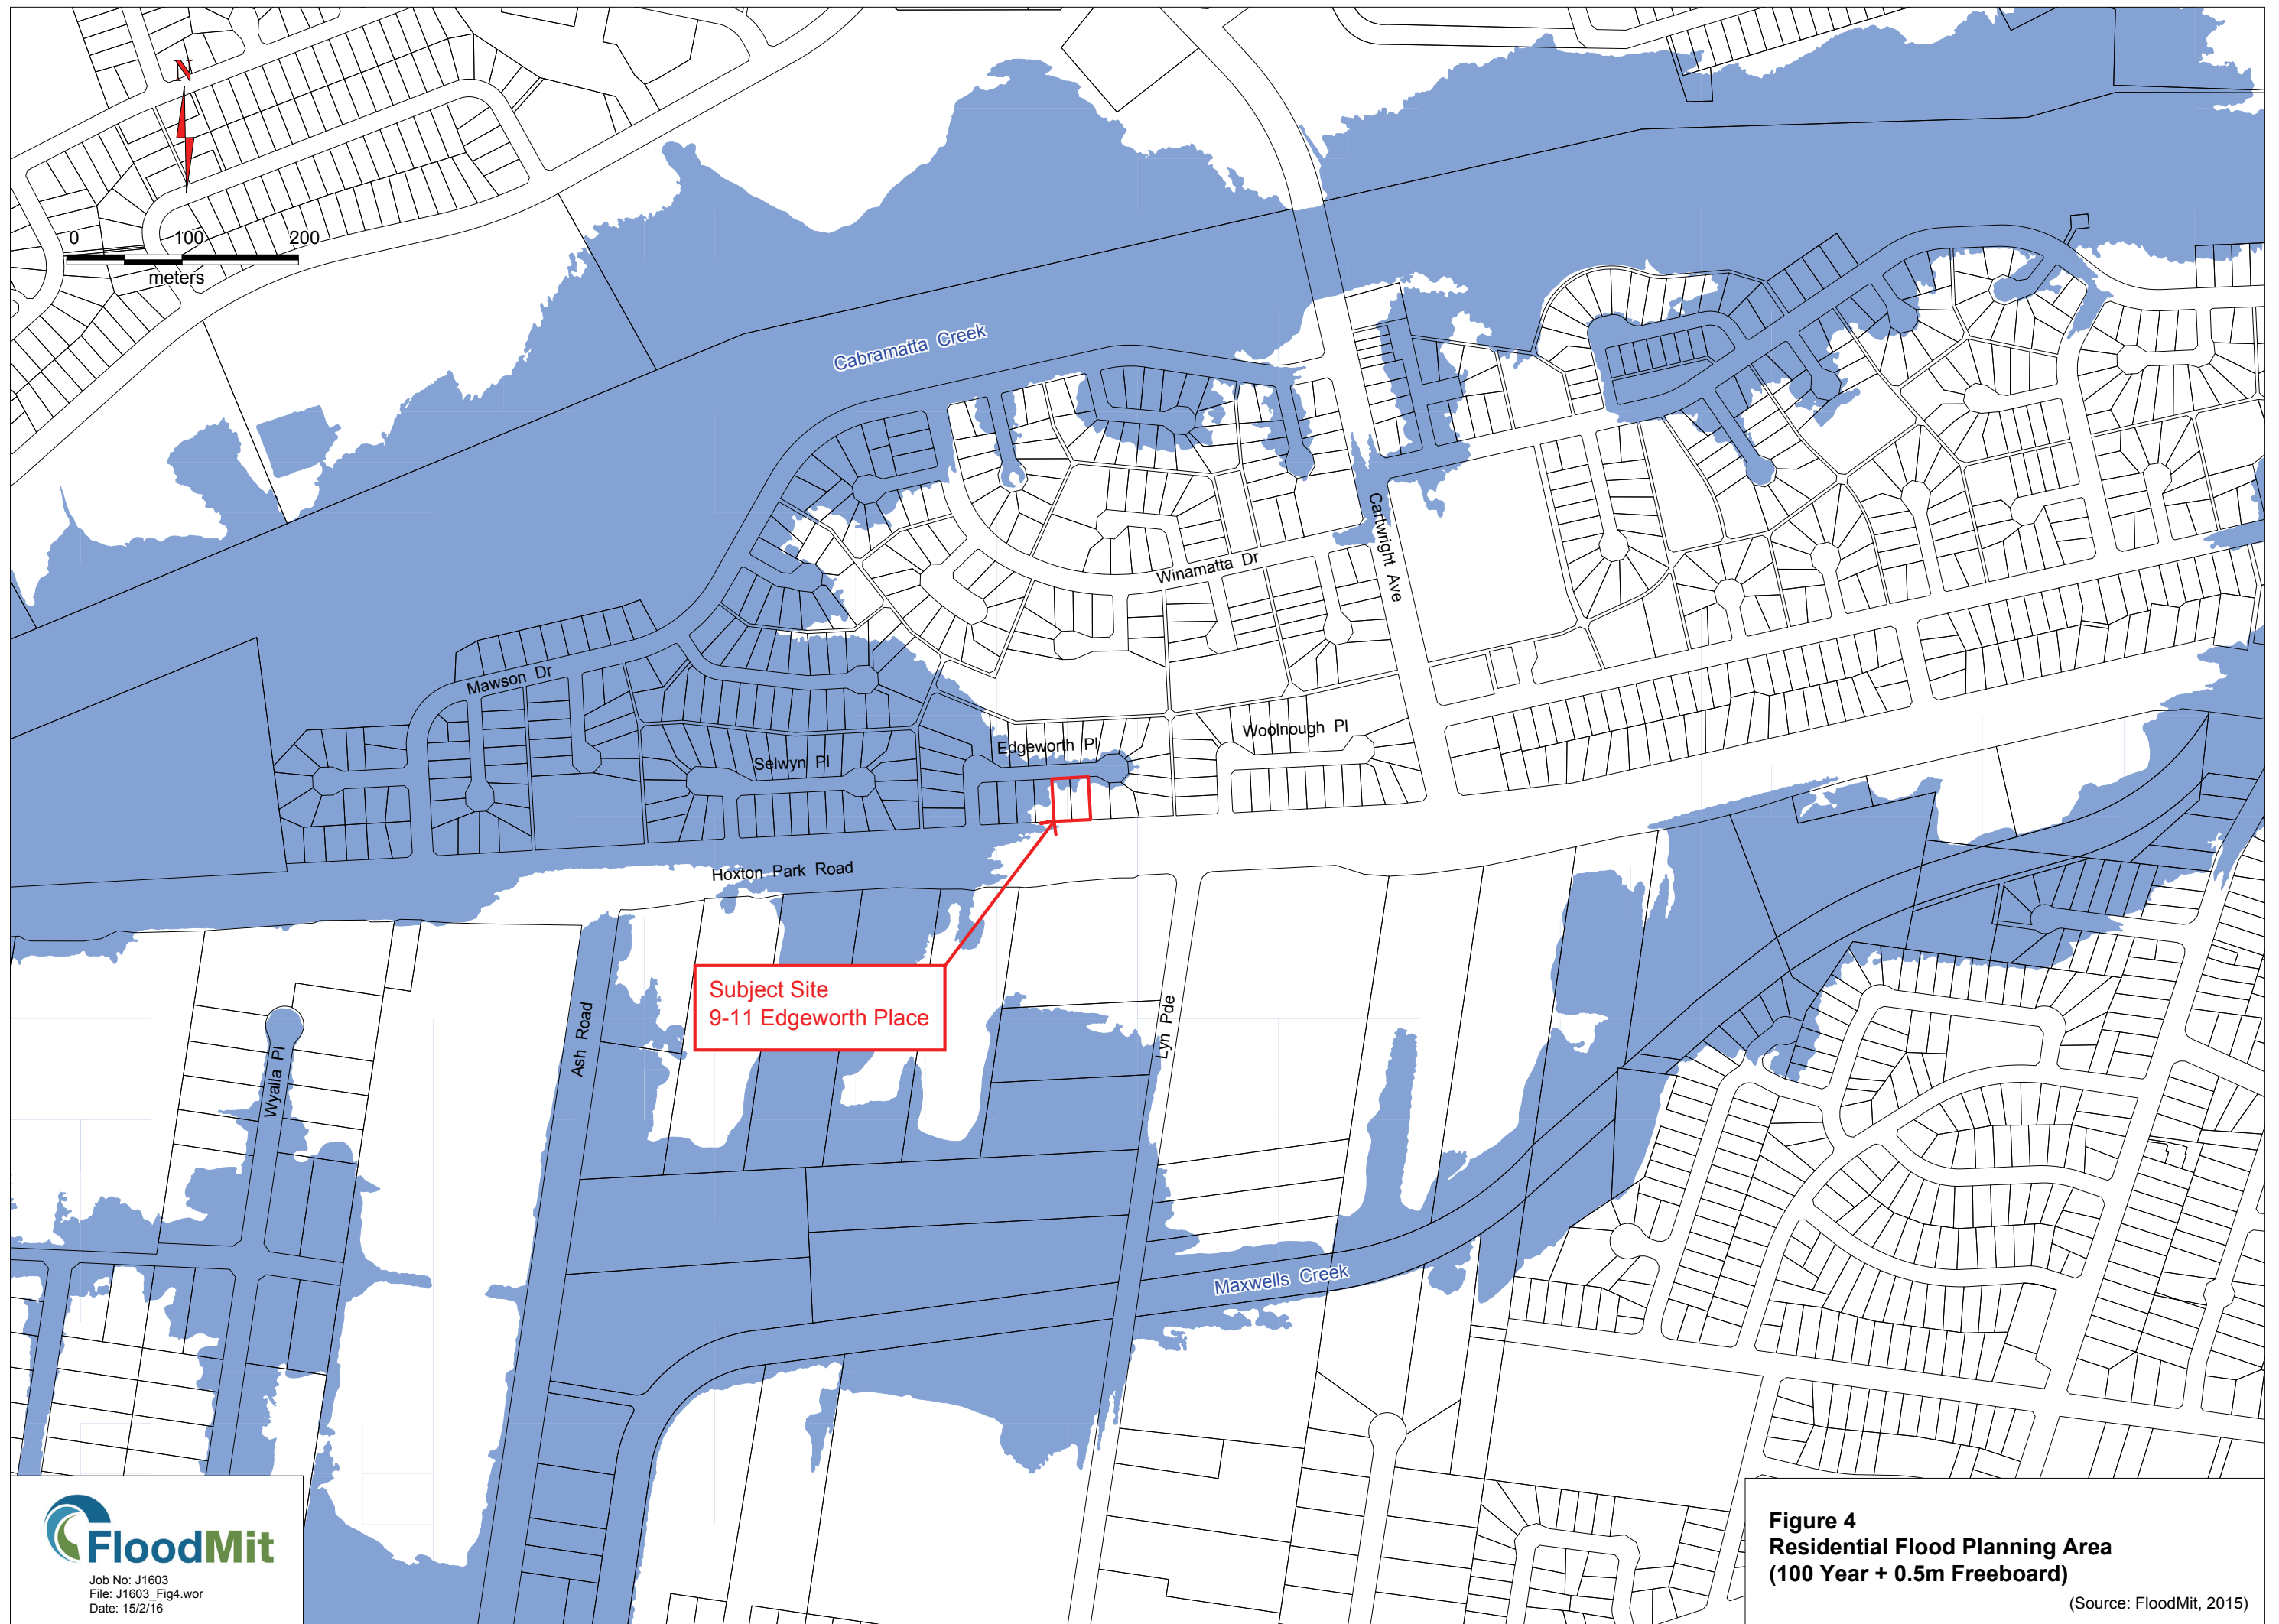 N
0 100 200
meters
Cabramatta Creek
Cartwright Ave
Winamatta Dr
Mawson Dr
Woolnough Pl
Edgeworth Pl
Selwyn Pl
Hoxton Park Road
Subject Site
9-11 Edgeworth Place
Lyn Pde
Ash Road
Wyalla Pl
Maxwells Creek
FloodMit
Job No: J1603
File: J1603_Fig4.wor
Date: 15/2/16
Figure 4
Residential Flood Planning Area
(100 Year + 0.5m Freeboard)
(Source: FloodMit, 2015)